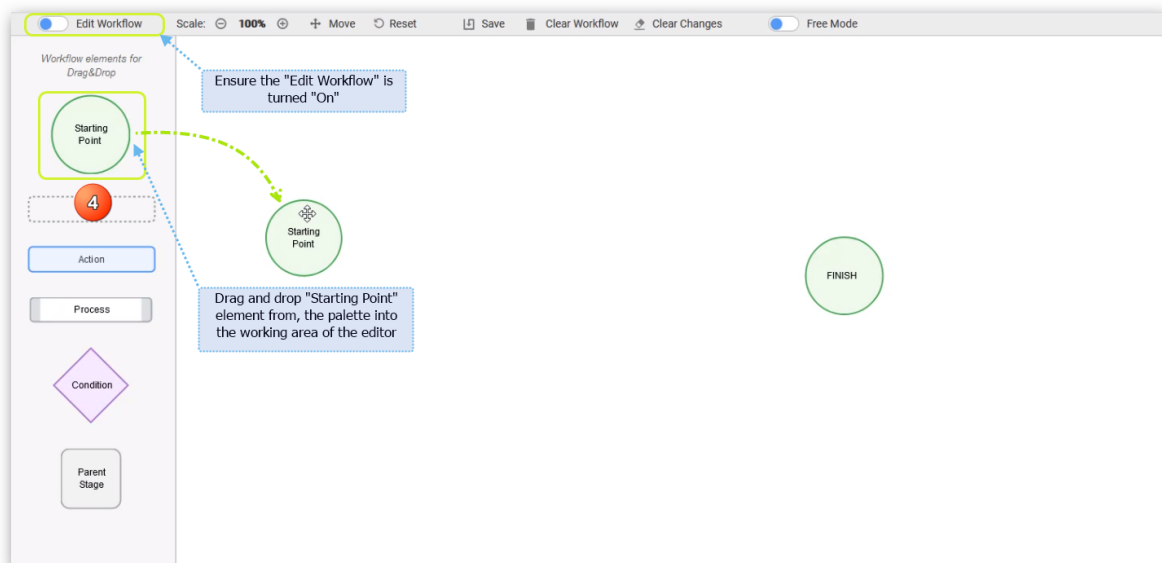 Edit Workflow Scale: 100% Move Reset Save Clear Workflow Clear Changes Free Mode
Workflow elements for
Drag&Drop
Ensure the "Edit Workflow" is
turned "On"
Starting
Point
4
Starting
Point
Action
Drag and drop "Starting Point"
element from, the palette into
the working area of the editor
FINISH
Process
Condition
Parent
Stage